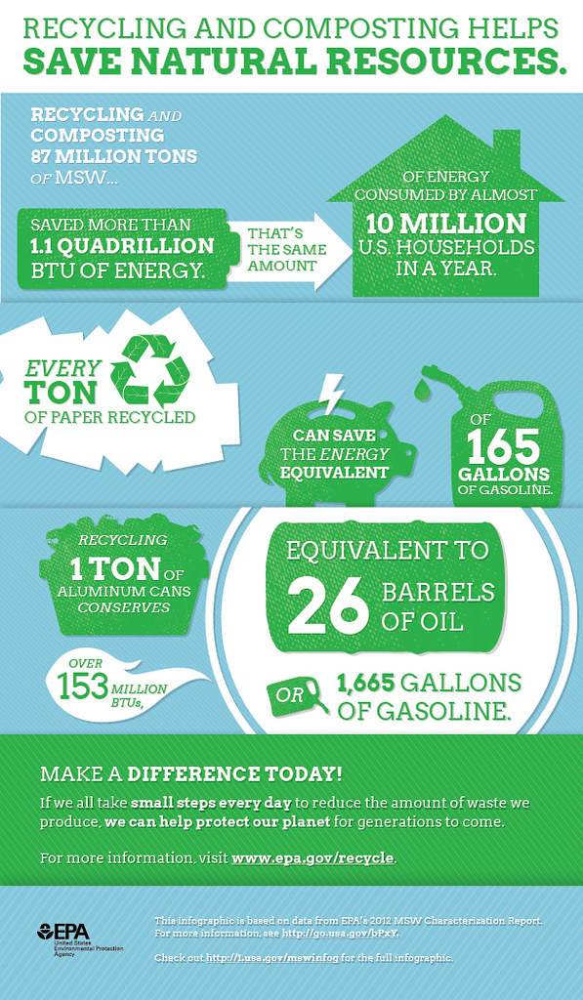 RECYCLING AND COMPOSTING HELPS
SAVE NATURAL RESOURCES.
RECYCLING AND
COMPOSTING
87 MILLION TONS
OF MSW...
SAVED MORE THAN
1.1 QUADRILLION
BTU OF ENERGY.
THAT'S
THE SAME
AMOUNT
OF ENERGY
CONSUMED BY ALMOST
10 MILLION
U.S. HOUSEHOLDS
IN A YEAR.
EVERY
TON
OF PAPER RECYCLED
CAN SAVE
THE ENERGY
EQUIVALENT
OF
165
GALLONS
OF GASOLINE.
RECYCLING
1 TON OF
ALUMINUM CANS
CONSERVES
OVER
153 MILLION
BTUs,
EQUIVALENT TO
26 BARRELS
OF OIL
OR
1,665 GALLONS
OF GASOLINE.
MAKE A DIFFERENCE TODAY!
If we all take small steps every day to reduce the amount of waste we
produce, we can help protect our planet for generations to come.
For more information, visit www.epa.gov/recycle.
EPA
United States
Environmental Protection
Agency
This infographic is based on data from EPA's 2012 MSW Characterization Report.
For more information, see http://go.usa.gov/bPxY.
Check out http://1.usa.gov/mswinfog for the full infographic.